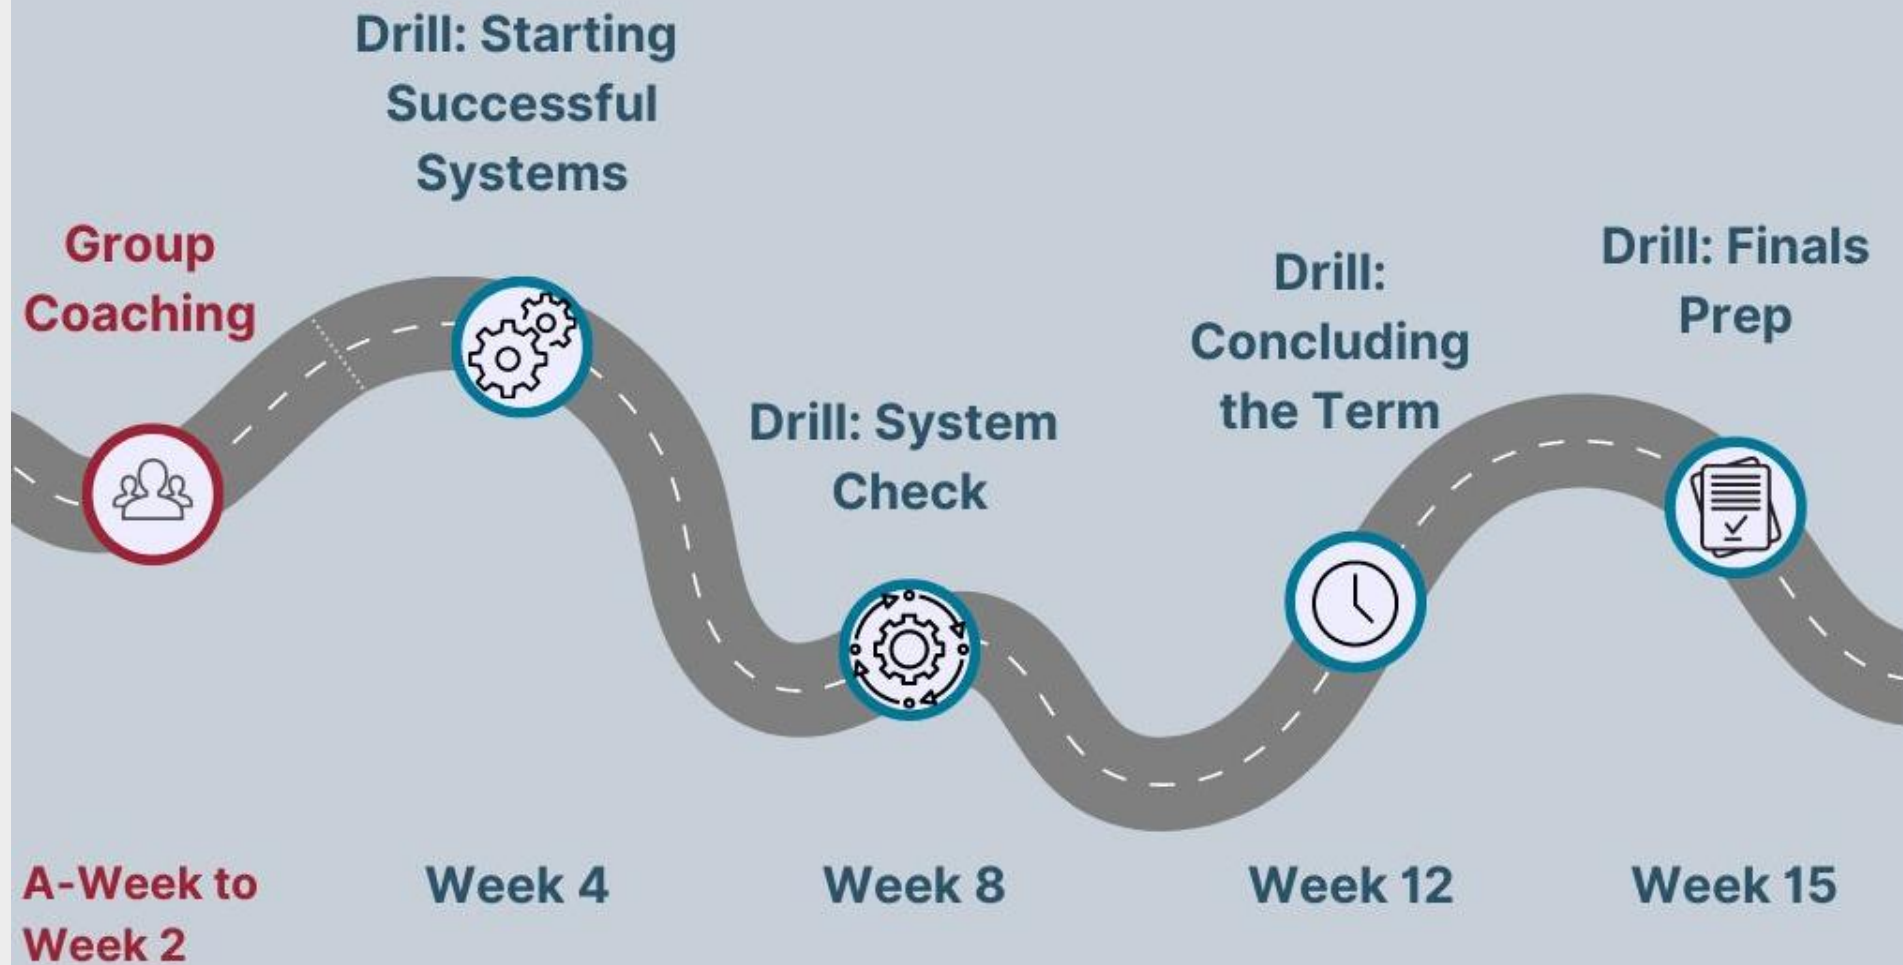 Drill: Starting
Successful
Systems
Group
Coaching
Drill: System
Check
Drill:
Concluding
the Term
Drill: Finals
Prep
A-Week to
Week 2
Week 4
Week 8
Week 12
Week 15